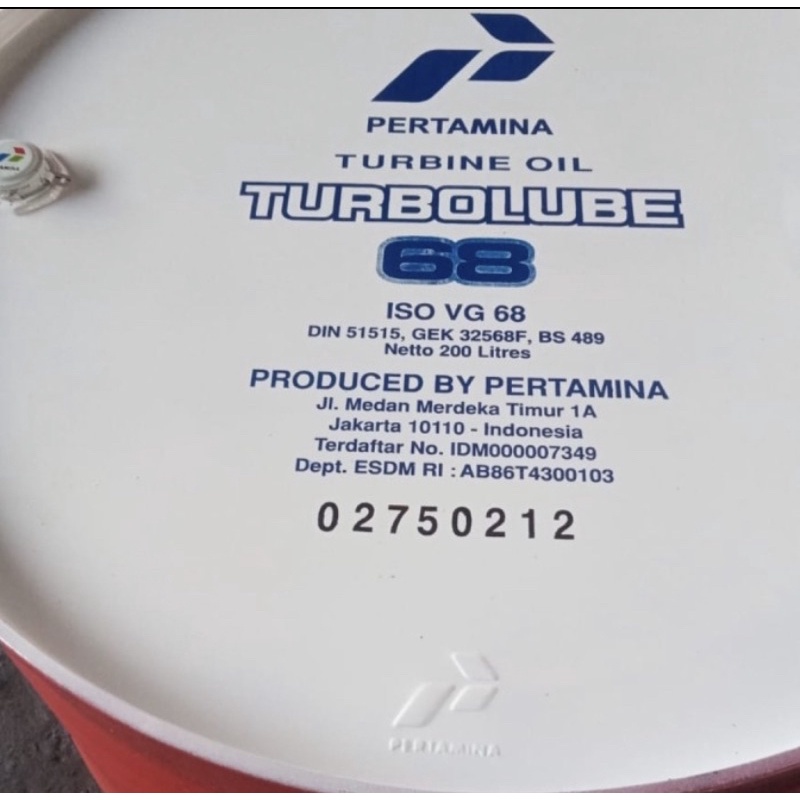 PERTAMINA
TURBINE OIL
TURBOLUBE
68
ISO VG 68
DIN 51515, GEK 32568F, BS 489
Netto 200 Litres
PRODUCED BY PERTAMINA
Jl. Medan Merdeka Timur 1A
Jakarta 10110 - Indonesia
Terdaftar No. IDM000007349
Dept. ESDM RI : AB86T4300103
02750212
PERTAMINA